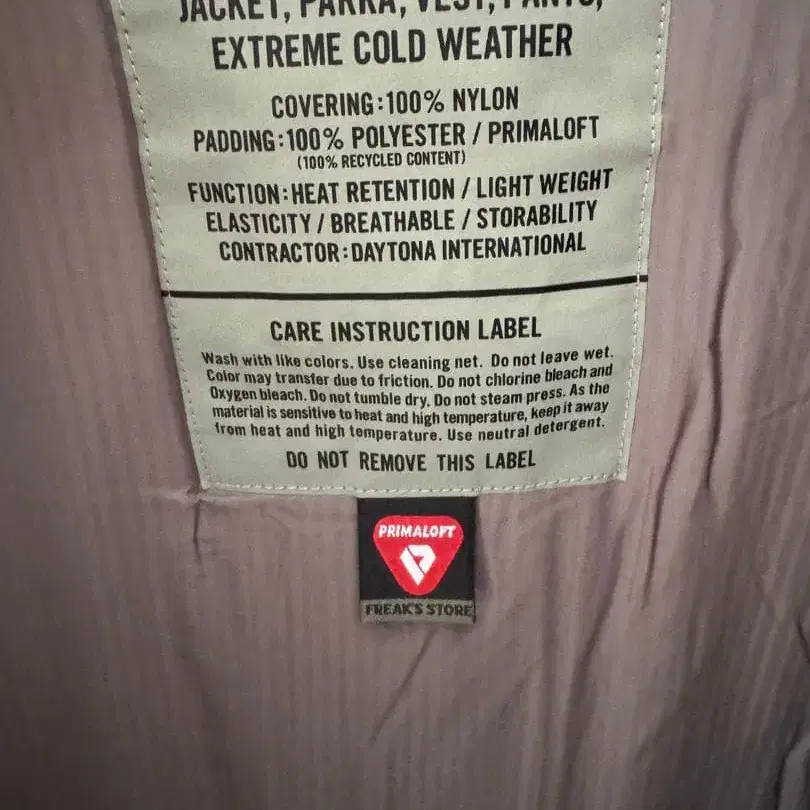 JACKET, PARKA, VEST, PANTS,
EXTREME COLD WEATHER
COVERING:100% NYLON
PADDING:100% POLYESTER / PRIMALOFT
(100% RECYCLED CONTENT)
FUNCTION:HEAT RETENTION / LIGHT WEIGHT
ELASTICITY / BREATHABLE / STORABILITY
CONTRACTOR:DAYTONA INTERNATIONAL
CARE INSTRUCTION LABEL
Wash with like colors. Use cleaning net. Do not leave wet.
Color may transfer due to friction. Do not chlorine bleach and
Oxygen bleach. Do not tumble dry. Do not steam press. As the
material is sensitive to heat and high temperature, keep it away
from heat and high temperature. Use neutral detergent.
DO NOT REMOVE THIS LABEL
PRIMALOFT
FREAK'S STORE